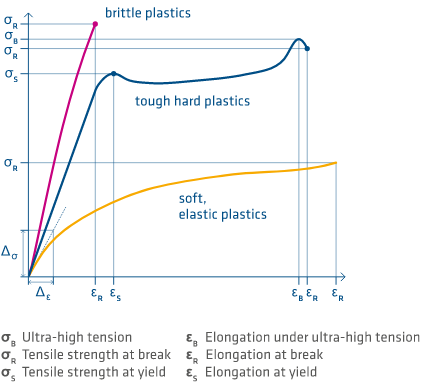 σR brittle plastics
σB
σR
σS
tough hard plastics
σR
soft,
elastic plastics
Δσ
Δε εR εS εB εR εR
σB Ultra-high tension εB Elongation under ultra-high tension
σR Tensile strength at break εR Elongation at break
σS Tensile strength at yield εS Elongation at yield